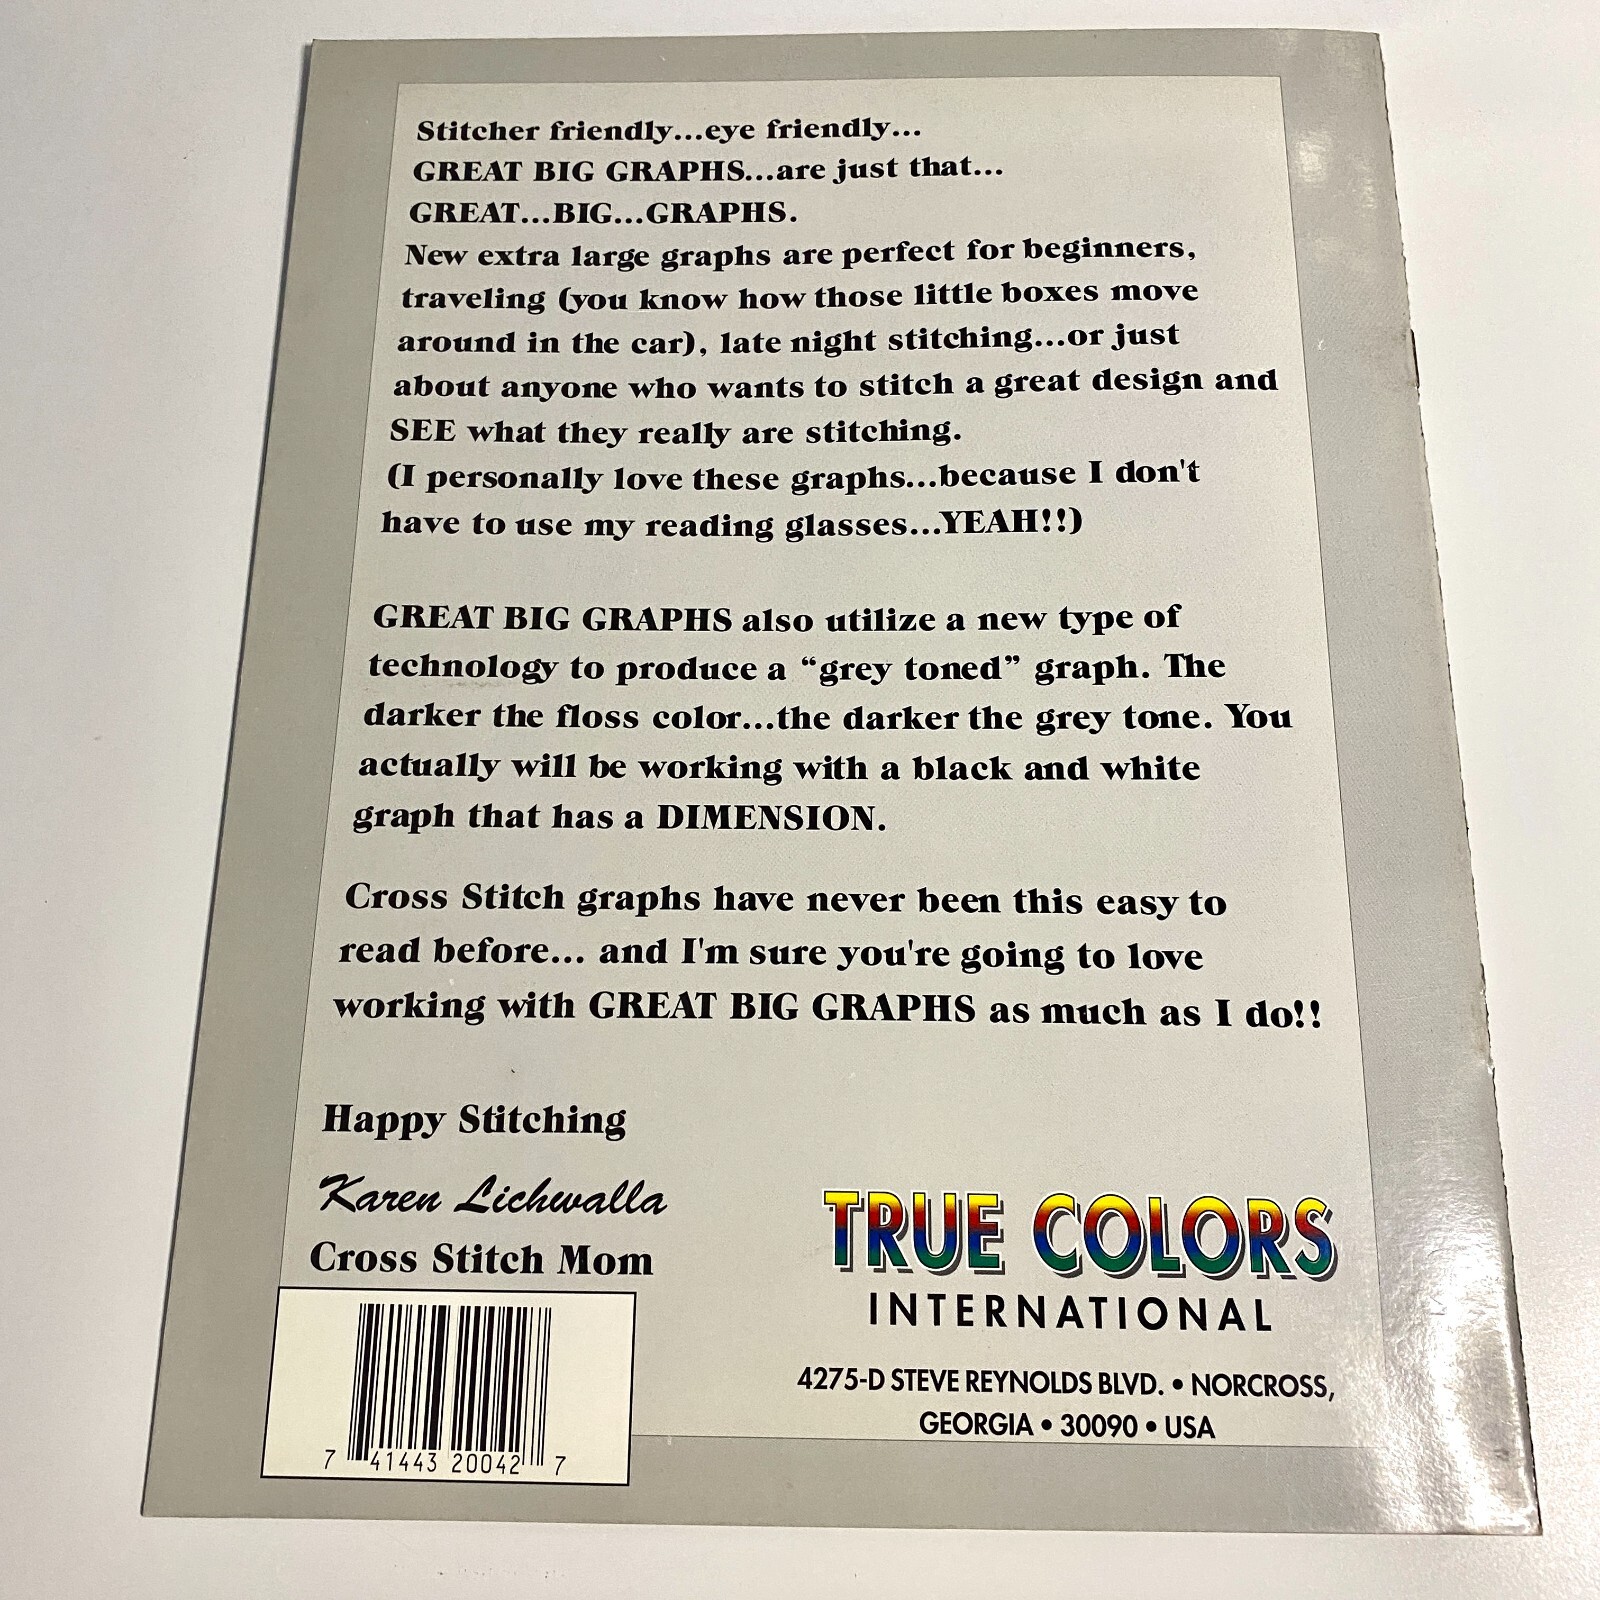 Stitcher friendly...eye friendly...
GREAT BIG GRAPHS...are just that...
GREAT...BIG...GRAPHS.
New extra large graphs are perfect for beginners,
traveling (you know how those little boxes move
around in the car), late night stitching...or just
about anyone who wants to stitch a great design and
SEE what they really are stitching.
(I personally love these graphs...because I don't
have to use my reading glasses...YEAH!!)
GREAT BIG GRAPHS also utilize a new type of
technology to produce a “grey toned” graph. The
darker the floss color...the darker the grey tone. You
actually will be working with a black and white
graph that has a DIMENSION.
Cross Stitch graphs have never been this easy to
read before... and I'm sure you're going to love
working with GREAT BIG GRAPHS as much as I do!!
Happy Stitching
Karen Lichwalla
Cross Stitch Mom
TRUE COLORS
INTERNATIONAL
4275-D STEVE REYNOLDS BLVD. • NORCROSS,
GEORGIA • 30090 • USA
7 41443 20042 7